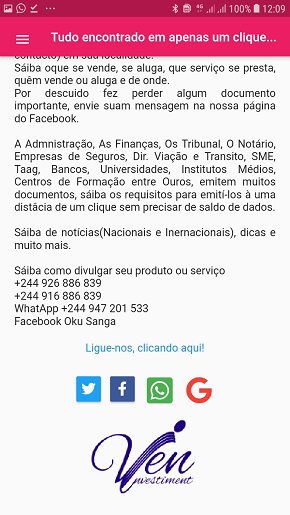 4G 100% 12:09
Tudo encontrado em apenas um clique...
contacto) em sua localidade.
Sáiba oque se vende, se aluga, que serviço se presta,
quêm vende ou aluga e de onde.
Por descuido fez perder algum documento
importante, envie suam mensagem na nossa página
do Facebook.
A Admnistração, As Finanças, Os Tribunal, O Notário,
Empresas de Seguros, Dir. Viação e Transito, SME,
Taag, Bancos, Universidades, Institutos Médios,
Centros de Formação entre Ouros, emitem muitos
documentos, sáiba os requisitos para emití-los à uma
distâcia de um clique sem precisar de saldo de dados.
Sáiba de notícias(Nacionais e Inernacionais), dicas e
muito mais.
Sáiba como divulgar seu produto ou serviço
+244 926 886 839
+244 916 886 839
WhatApp +244 947 201 533
Facebook Oku Sanga
Ligue-nos, clicando aqui!
f G
Ven
nvestiment